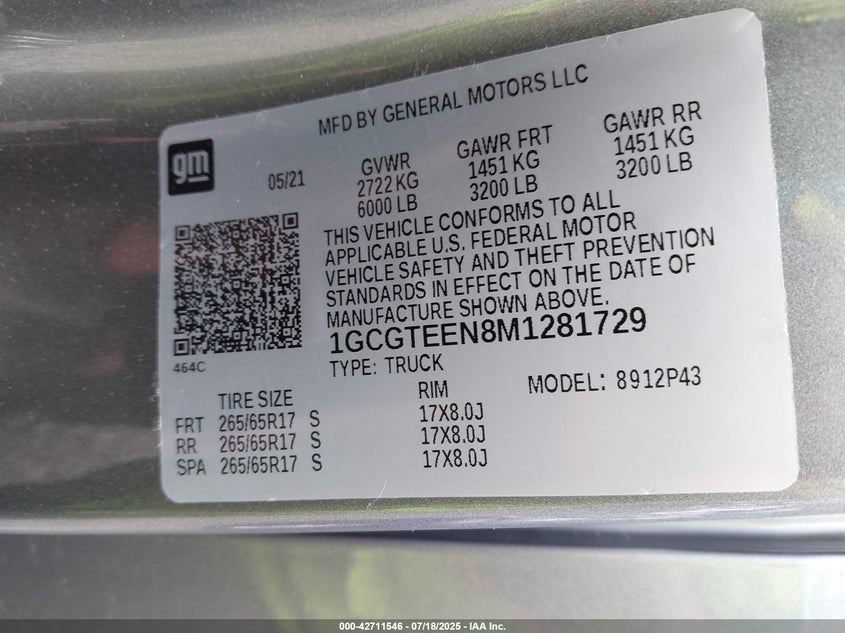 MFD BY GENERAL MOTORS LLC
gm
05/21
GVWR GAWR FRT GAWR RR
2722 KG 1451 KG 1451 KG
6000 LB 3200 LB 3200 LB
THIS VEHICLE CONFORMS TO ALL
APPLICABLE U.S. FEDERAL MOTOR
VEHICLE SAFETY AND THEFT PREVENTION
STANDARDS IN EFFECT ON THE DATE OF
MANUFACTURE SHOWN ABOVE.
1GCGTEEN8M1281729
464C
TYPE: TRUCK
MODEL: 8912P43
TIRE SIZE RIM
FRT 265/65R17 S 17X8.0J
RR 265/65R17 S 17X8.0J
SPA 265/65R17 S 17X8.0J
000-42711546 - 07/18/2025 - IAA Inc.